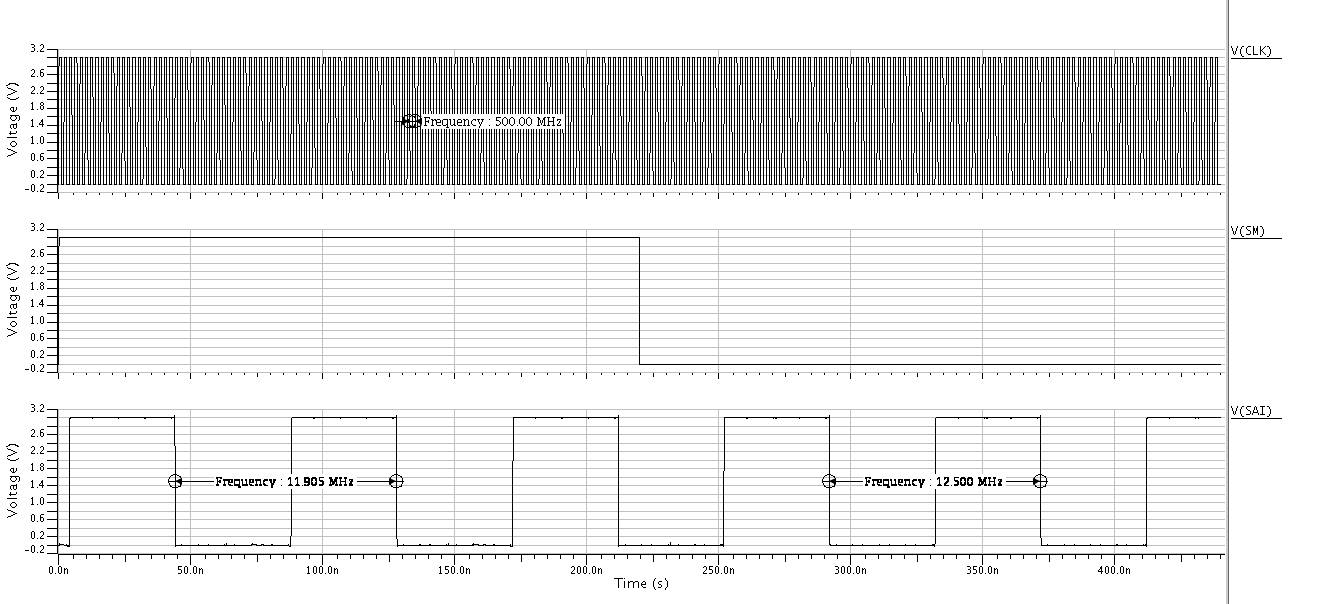 V(CLK)
Voltage (V)
3.2
2.6
2.2
1.8
1.4
1.0
0.6
0.2
-0.2
Frequency : 500.00 MHz
V(SM)
Voltage (V)
3.2
2.6
2.2
1.8
1.4
1.0
0.6
0.2
-0.2
V(SAI)
Voltage (V)
3.2
2.6
2.2
1.8
1.4
1.0
0.6
0.2
-0.2
Frequency : 11.905 MHz
Frequency : 12.500 MHz
0.0n 50.0n 100.0n 150.0n 200.0n 250.0n 300.0n 350.0n 400.0n
Time (s)